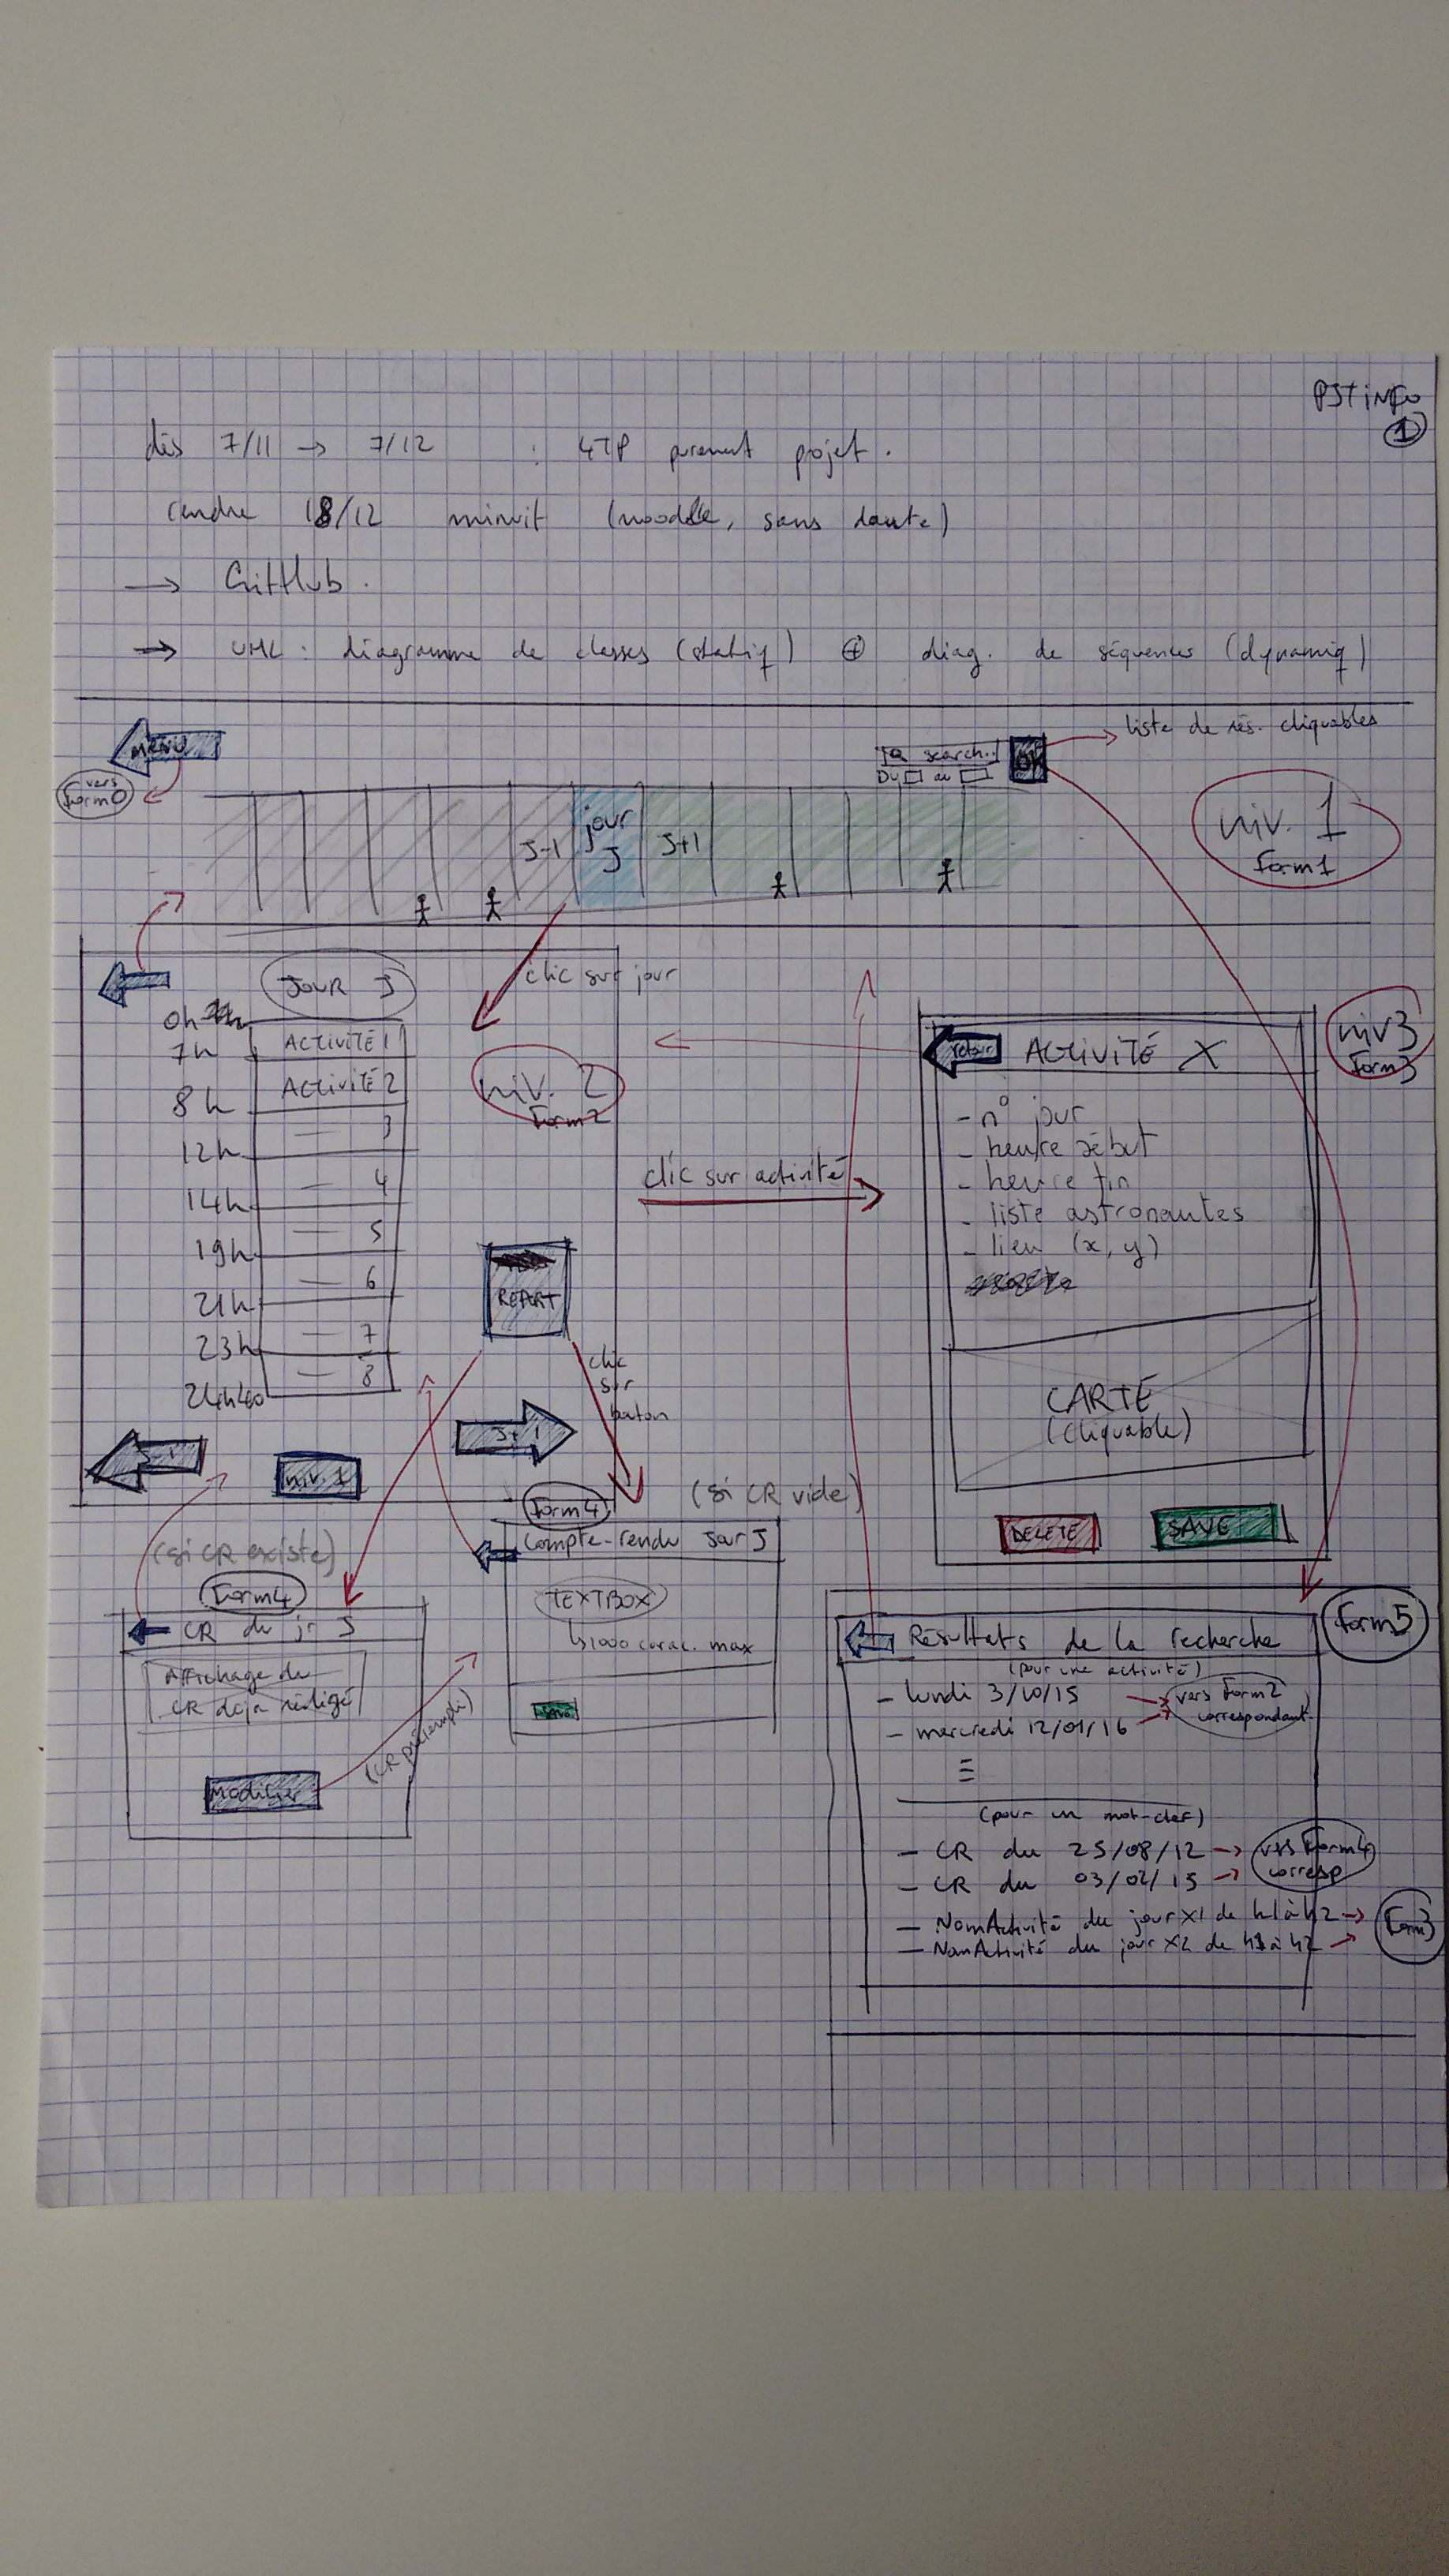 PST info
①
dès 7/11 → 7/12 : 4TP purement projet.
rendre 18/12 minuit (moodle, sans doute)
→ GitHub.
→ UML : diagramme de classes (statiq) ⊕ diag. de séquences (dynamiq)
MENU
vers
Form0
search..
Du au
OK
→ liste de rés. cliquables
J-1
jour
J
J+1
niv. 1
Form1
JOUR J
clic sur jour
0h
7h
8h
12h
14h
19h
21h
23h
24h40
ACTIVITÉ 1
ACTIVITÉ 2
— 3
— 4
— 5
— 6
— 7
— 8
niv. 2
Form2
clic sur activité
REPORT
clic
sur
bouton
J+1
niv. 1
retour
ACTIVITÉ X
niv3
Form3
- n° jour
- heure début
- heure fin
- liste astronautes
- lieu (x, y)
CARTE
(cliquable)
DELETE
SAVE
(si CR existe)
Form4
CR du jr J
Affichage du
CR déjà rédigé
Modifier
(CR prérempli)
(si CR vide)
Form4
Compte-rendu Jour J
TEXTBOX
↳1000 carac. max
SAVE
Form5
Résultats de la recherche
(pour une activité)
- lundi 3/10/15
- mercredi 12/01/16
vers Form2
correspondant
(pour un mot-clef)
- CR du 25/08/12 →
- CR du 03/02/15 →
vers Form4
corresp
- NomActivité du jour X1 de h1 à h2 →
- NomActivité du jour X2 de h1 à h2 →
Form3